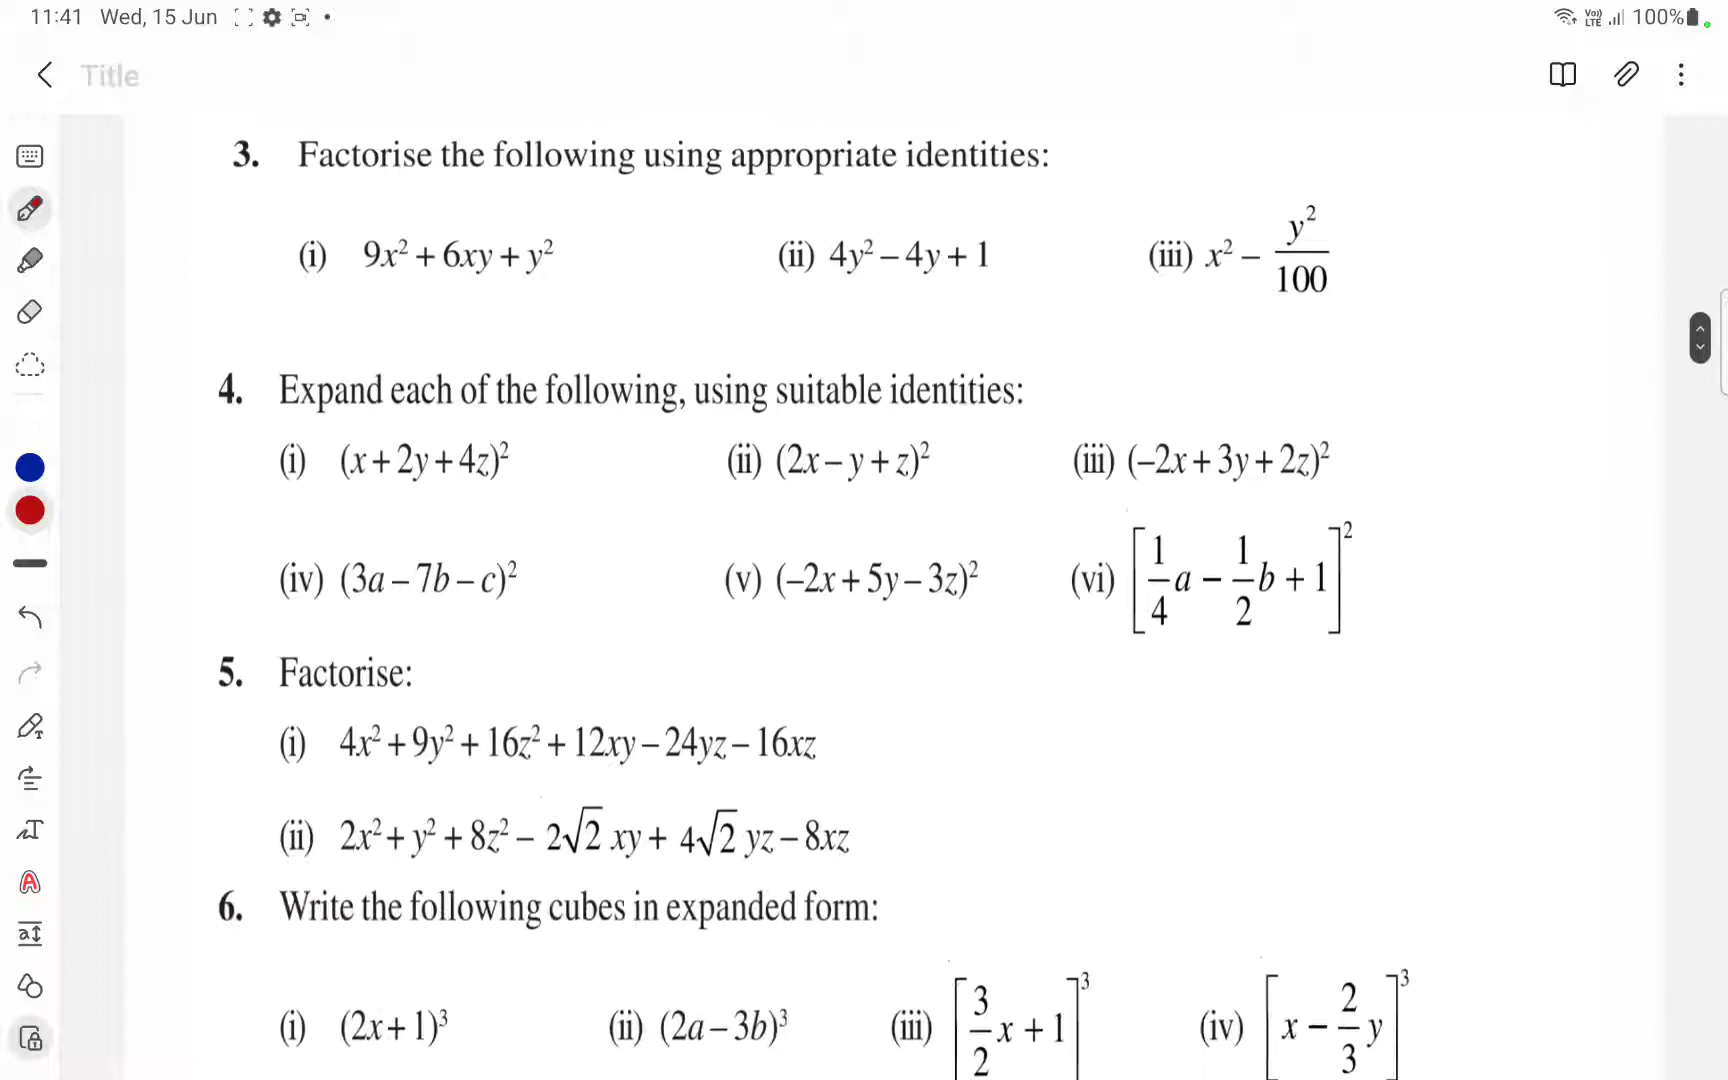 11:41 Wed, 15 Jun
Vo)) LTE 100%
Title
3. Factorise the following using appropriate identities:
(i) 9x² + 6xy + y² (ii) 4y² – 4y + 1 (iii) x² – y²/100
4. Expand each of the following, using suitable identities:
(i) (x + 2y + 4z)² (ii) (2x – y + z)² (iii) (–2x + 3y + 2z)²
(iv) (3a – 7b – c)² (v) (–2x + 5y – 3z)² (vi) [1/4 a – 1/2 b + 1]²
5. Factorise:
(i) 4x² + 9y² + 16z² + 12xy – 24yz – 16xz
(ii) 2x² + y² + 8z² – 2√2 xy + 4√2 yz – 8xz
6. Write the following cubes in expanded form:
(i) (2x + 1)³ (ii) (2a – 3b)³ (iii) [3/2 x + 1]³ (iv) [x – 2/3 y]³